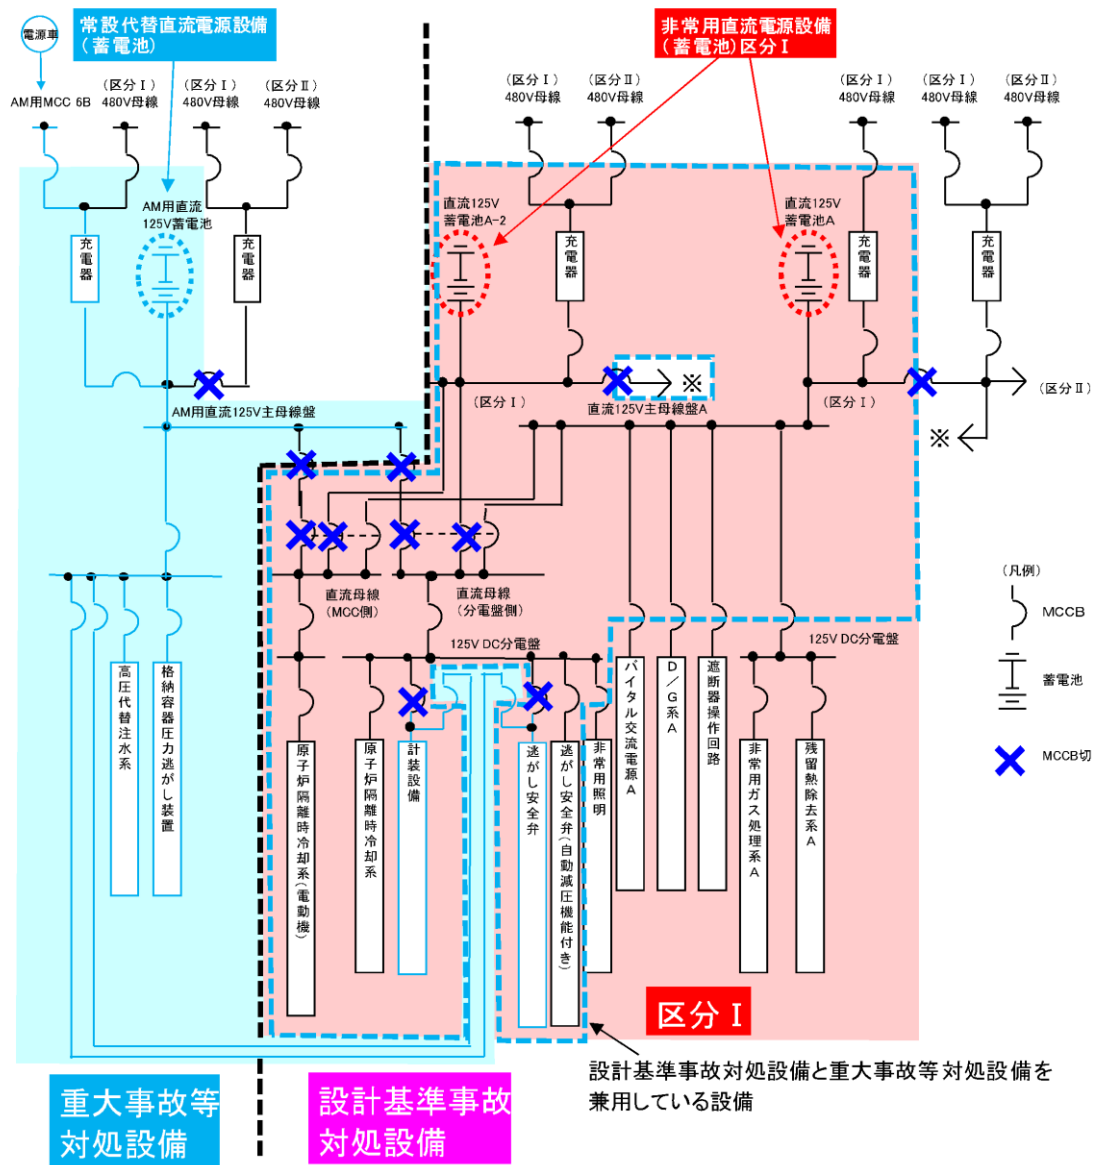 電源車
常設代替直流電源設備
(蓄電池)
非常用直流電源設備
(蓄電池)区分Ⅰ
AM用MCC 6B
(区分Ⅰ)
480V母線
(区分Ⅰ)
480V母線
(区分Ⅱ)
480V母線
(区分Ⅰ)
480V母線
(区分Ⅱ)
480V母線
(区分Ⅰ)
480V母線
(区分Ⅰ)
480V母線
(区分Ⅱ)
480V母線
AM用直流
125V蓄電池
直流125V
蓄電池A-2
直流125V
蓄電池A
充電器
充電器
充電器
充電器
充電器
AM用直流125V主母線盤
(区分Ⅰ)
※
直流125V主母線盤A
(区分Ⅰ)
(区分Ⅱ)
※
直流母線
(MCC側)
直流母線
(分電盤側)
125V DC分電盤
125V DC分電盤
高圧代替注水系
格納容器圧力逃がし装置
原子炉隔離時冷却系(電動機)
原子炉隔離時冷却系
計装設備
逃がし安全弁
逃がし安全弁(自動減圧機能付き)
非常用照明
バイタル交流電源A
D/G系A
遮断器操作回路
非常用ガス処理系A
残留熱除去系A
(凡例)
MCCB
蓄電池
MCCB切
区分Ⅰ
設計基準事故対処設備と重大事故等対処設備を
兼用している設備
重大事故等
対処設備
設計基準事故
対処設備